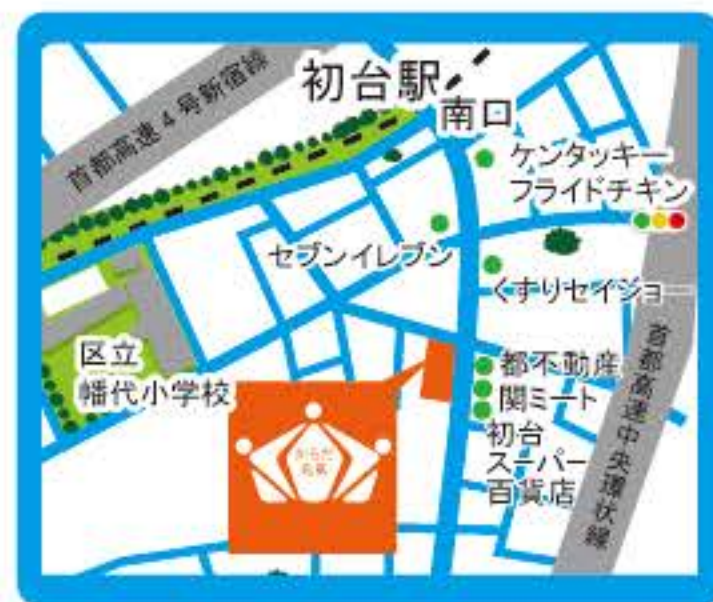 初台駅
南口
首都高速4号新宿線
ケンタッキー
フライドチキン
セブンイレブン
くすりセイジョー
区立
幡代小学校
都不動産
関ミート
初台
スーパー
百貨店
首都高速中央環状線
からだ